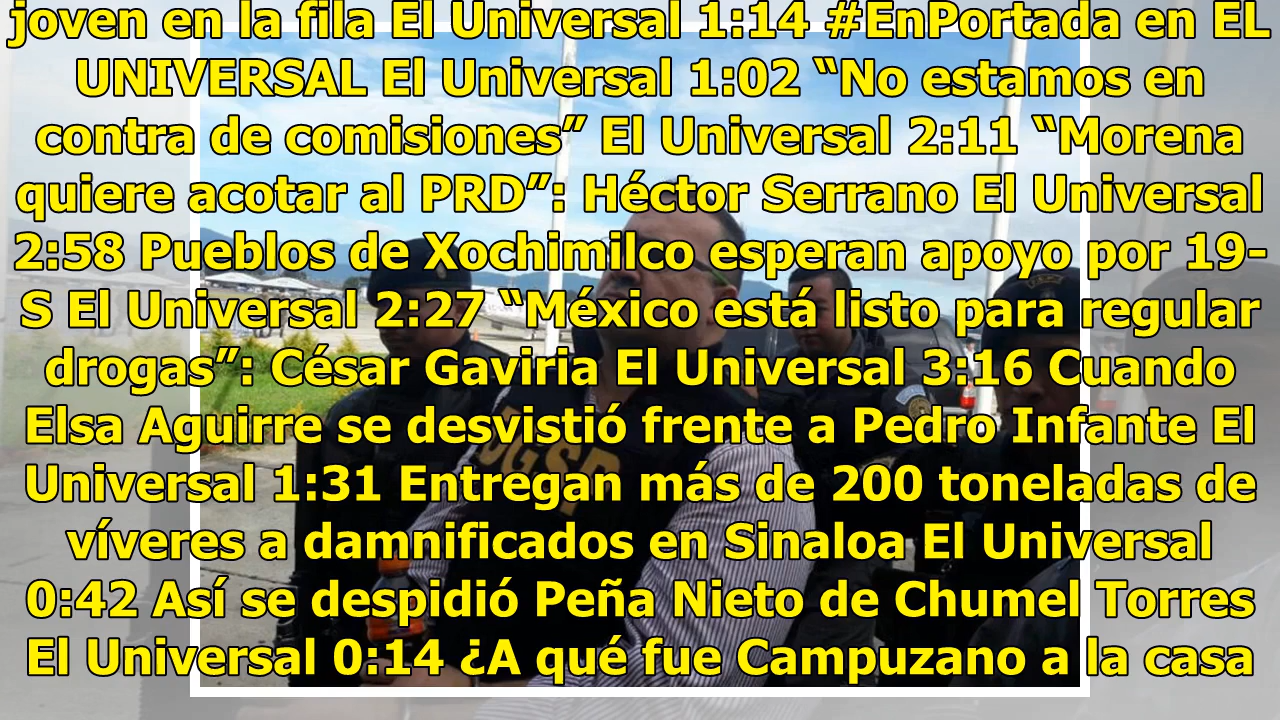 joven en la fila El Universal 1:14 #EnPortada en EL
UNIVERSAL El Universal 1:02 “No estamos en
contra de comisiones” El Universal 2:11 “Morena
quiere acotar al PRD”: Héctor Serrano El Universal
2:58 Pueblos de Xochimilco esperan apoyo por 19-
S El Universal 2:27 “México está listo para regular
drogas”: César Gaviria El Universal 3:16 Cuando
Elsa Aguirre se desvistió frente a Pedro Infante El
Universal 1:31 Entregan más de 200 toneladas de
víveres a damnificados en Sinaloa El Universal
0:42 Así se despidió Peña Nieto de Chumel Torres
El Universal 0:14 ¿A qué fue Campuzano a la casa